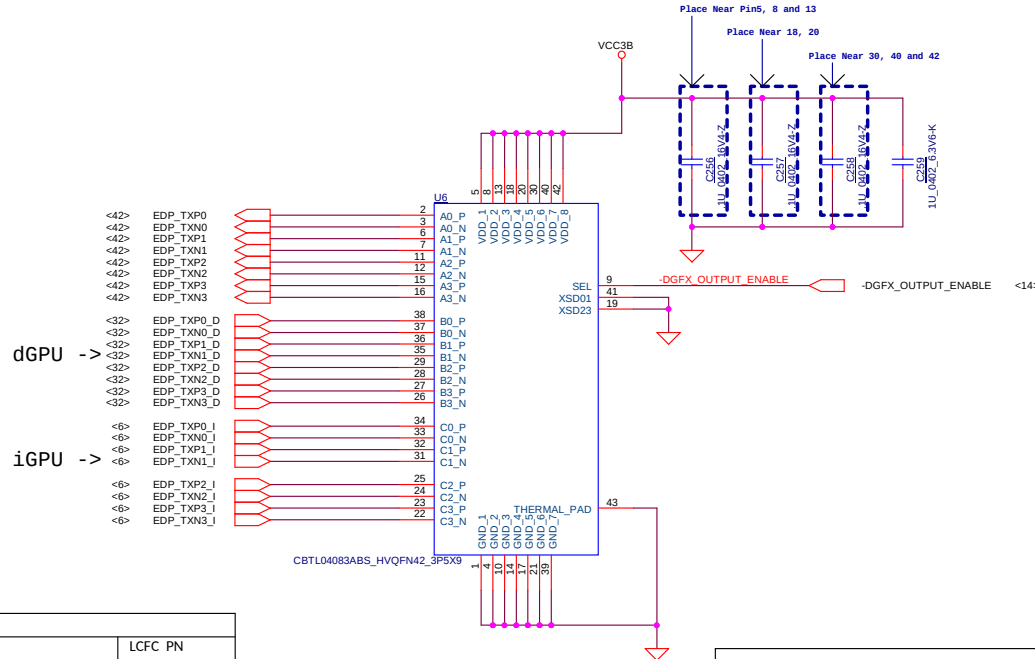 Place Near Pin5, 8 and 13
Place Near 18, 20
Place Near 30, 40 and 42
VCC3B
C256
1U_0402_16V4-Z
C257
1U_0402_16V4-Z
C258
1U_0402_16V4-Z
C259
1U_0402_6.3V6-K
U6
5 8 13 18 20 30 40 42
VDD_1 VDD_2 VDD_3 VDD_4 VDD_5 VDD_6 VDD_7 VDD_8
<42> EDP_TXP0 2 A0_P
<42> EDP_TXN0 3 A0_N
<42> EDP_TXP1 6 A1_P
<42> EDP_TXN1 7 A1_N
<42> EDP_TXP2 11 A2_P
<42> EDP_TXN2 12 A2_N
<42> EDP_TXP3 15 A3_P
<42> EDP_TXN3 16 A3_N
SEL 9 -DGFX_OUTPUT_ENABLE -DGFX_OUTPUT_ENABLE <14>
XSD01 41
XSD23 19
dGPU ->
<32> EDP_TXP0_D 38 B0_P
<32> EDP_TXN0_D 37 B0_N
<32> EDP_TXP1_D 36 B1_P
<32> EDP_TXN1_D 35 B1_N
<32> EDP_TXP2_D 29 B2_P
<32> EDP_TXN2_D 28 B2_N
<32> EDP_TXP3_D 27 B3_P
<32> EDP_TXN3_D 26 B3_N
iGPU ->
<6> EDP_TXP0_I 34 C0_P
<6> EDP_TXN0_I 33 C0_N
<6> EDP_TXP1_I 32 C1_P
<6> EDP_TXN1_I 31 C1_N
<6> EDP_TXP2_I 25 C2_P
<6> EDP_TXN2_I 24 C2_N
<6> EDP_TXP3_I 23 C3_P
<6> EDP_TXN3_I 22 C3_N
THERMAL_PAD 43
GND_1 GND_2 GND_3 GND_4 GND_5 GND_6 GND_7
CBTL04083ABS_HVQFN42_3P5X9
1 4 10 14 17 21 39
LCFC PN